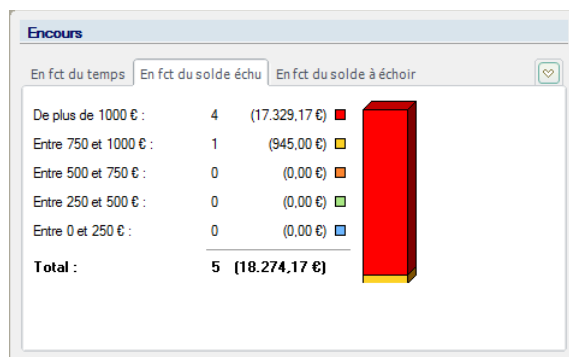 Encours
En fct du temps En fct du solde échu En fct du solde à échoir
De plus de 1000 € : 4 (17.329,17 €)
Entre 750 et 1000 € : 1 (945,00 €)
Entre 500 et 750 € : 0 (0,00 €)
Entre 250 et 500 € : 0 (0,00 €)
Entre 0 et 250 € : 0 (0,00 €)
Total : 5 (18.274,17 €)